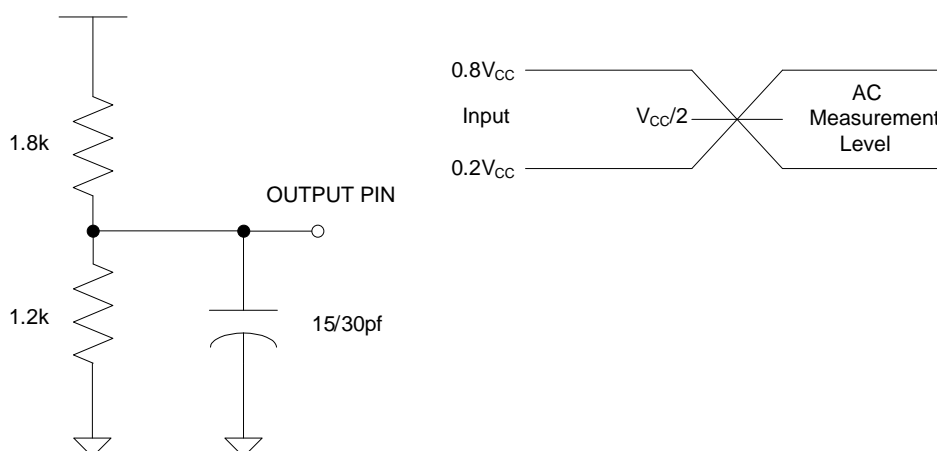 1.8k
1.2k
OUTPUT PIN
15/30pf
0.8VCC
Input
0.2VCC
VCC/2
AC
Measurement
Level